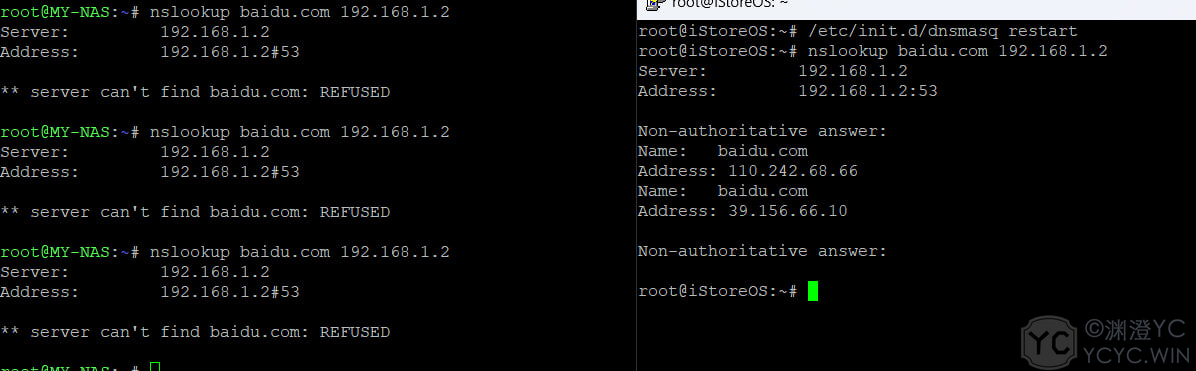 root@MY-NAS:~# nslookup baidu.com 192.168.1.2
Server:         192.168.1.2
Address:        192.168.1.2#53

** server can't find baidu.com: REFUSED

root@MY-NAS:~# nslookup baidu.com 192.168.1.2
Server:         192.168.1.2
Address:        192.168.1.2#53

** server can't find baidu.com: REFUSED

root@MY-NAS:~# nslookup baidu.com 192.168.1.2
Server:         192.168.1.2
Address:        192.168.1.2#53

** server can't find baidu.com: REFUSED

root@MY-NAS:~#
root@iStoreOS: ~
root@iStoreOS:~# /etc/init.d/dnsmasq restart
root@iStoreOS:~# nslookup baidu.com 192.168.1.2
Server:         192.168.1.2
Address:        192.168.1.2:53

Non-authoritative answer:
Name:   baidu.com
Address: 110.242.68.66
Name:   baidu.com
Address: 39.156.66.10

Non-authoritative answer:

root@iStoreOS:~#
YC
©渊澄YC
YCYC.WIN